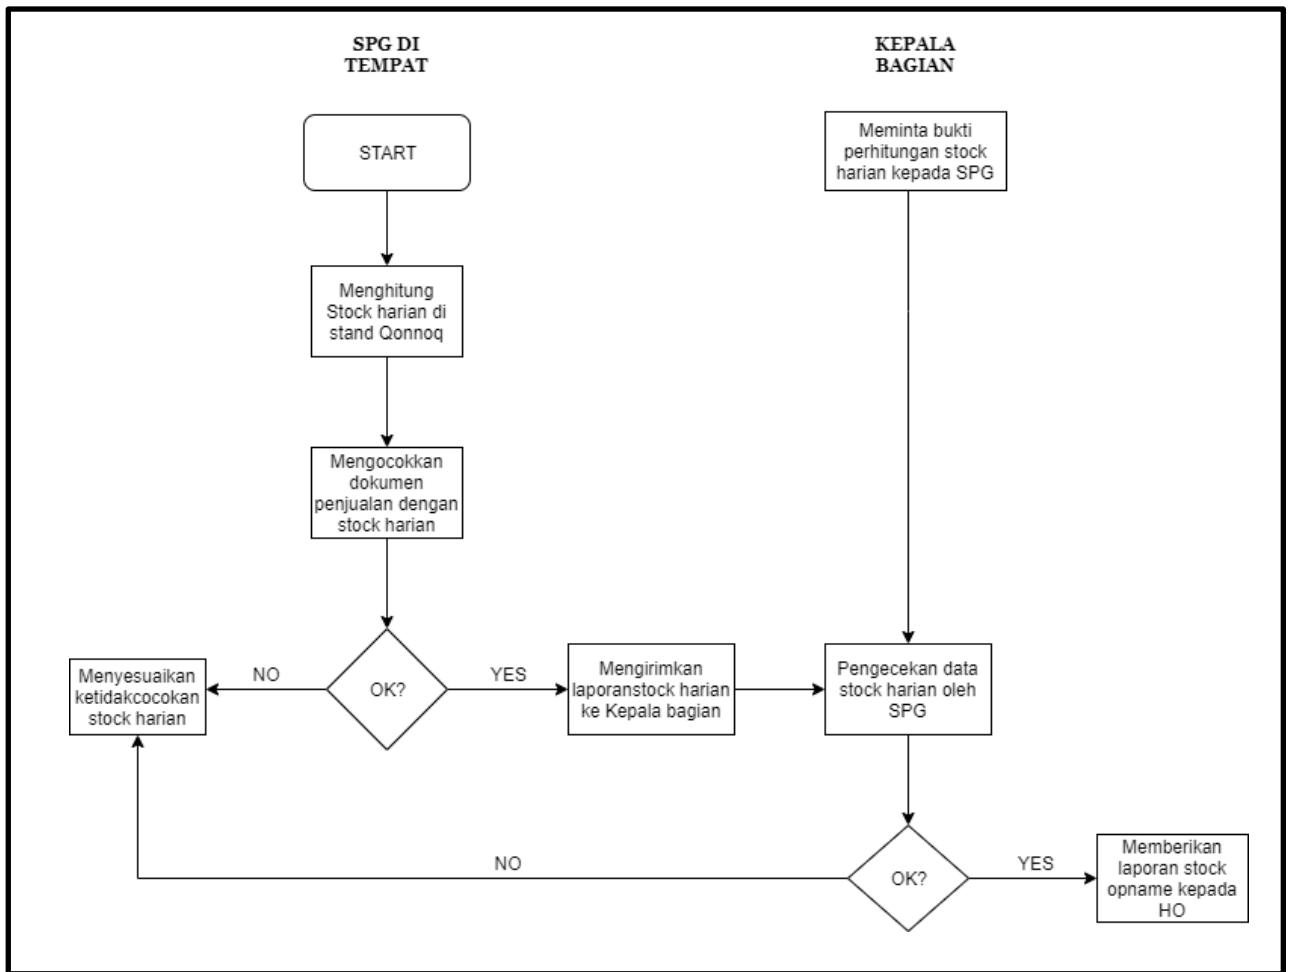 SPG DI
TEMPAT
KEPALA
BAGIAN
START
Meminta bukti
perhitungan stock
harian kepada SPG
Menghitung
Stock harian di
stand Qonnoq
Mengocokkan
dokumen
penjualan dengan
stock harian
Menyesuaikan
ketidakcocokan
stock harian
NO
OK?
YES
Mengirimkan
laporanstock harian
ke Kepala bagian
Pengecekan data
stock harian oleh
SPG
NO
OK?
YES
Memberikan
laporan stock
opname kepada
HO